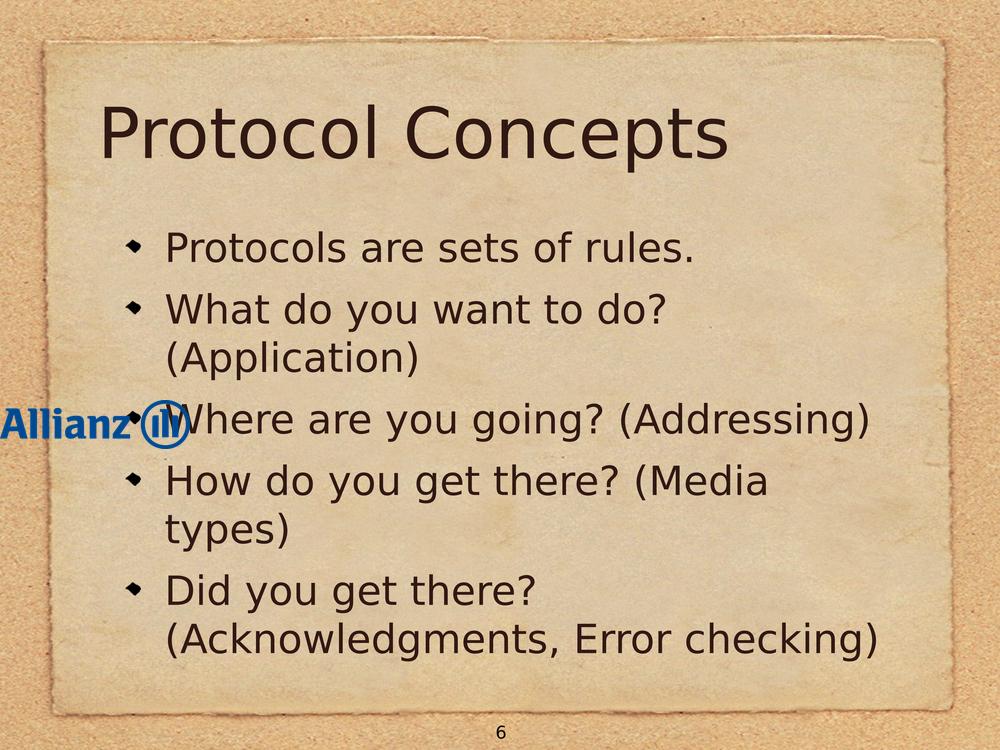 Protocol Concepts
Protocols are sets of rules.
What do you want to do?
(Application)
Allianz
Where are you going? (Addressing)
How do you get there? (Media
types)
Did you get there?
(Acknowledgments, Error checking)
6